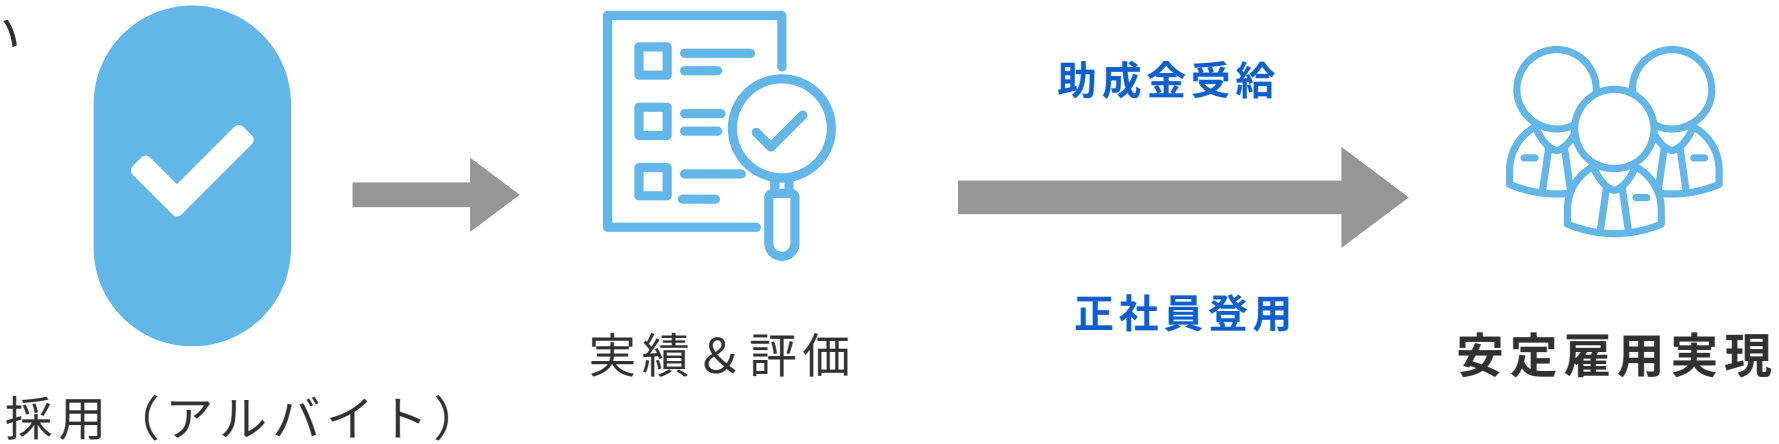 い
採用（アルバイト）
実績＆評価
助成金受給
正社員登用
安定雇用実現